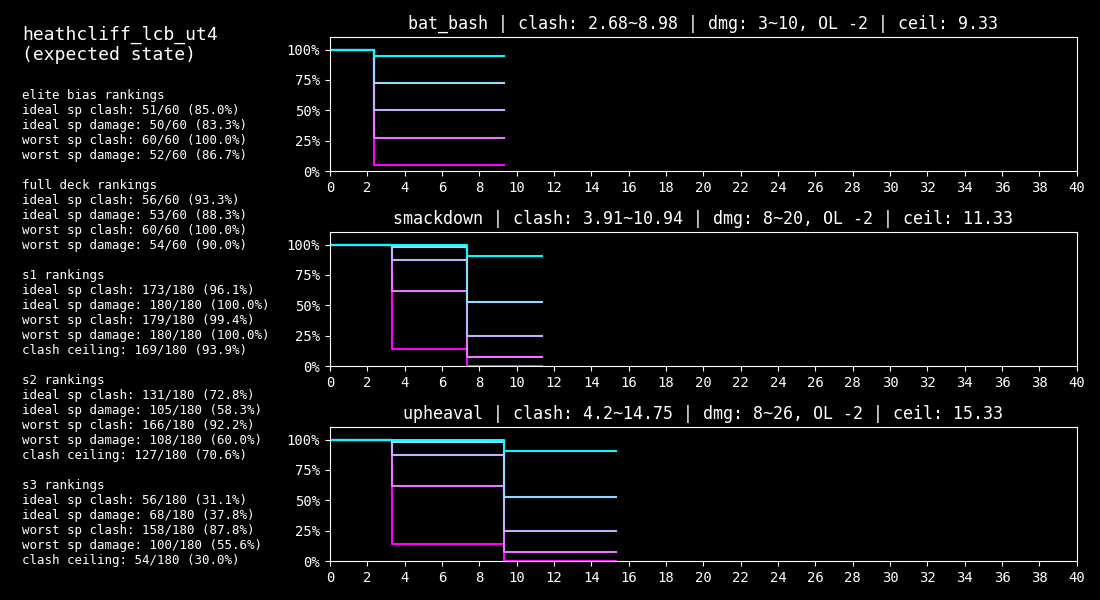 heathcliff_lcb_ut4
(expected state)
elite bias rankings
ideal sp clash: 51/60 (85.0%)
ideal sp damage: 50/60 (83.3%)
worst sp clash: 60/60 (100.0%)
worst sp damage: 52/60 (86.7%)
full deck rankings
ideal sp clash: 56/60 (93.3%)
ideal sp damage: 53/60 (88.3%)
worst sp clash: 60/60 (100.0%)
worst sp damage: 54/60 (90.0%)
s1 rankings
ideal sp clash: 173/180 (96.1%)
ideal sp damage: 180/180 (100.0%)
worst sp clash: 179/180 (99.4%)
worst sp damage: 180/180 (100.0%)
clash ceiling: 169/180 (93.9%)
s2 rankings
ideal sp clash: 131/180 (72.8%)
ideal sp damage: 105/180 (58.3%)
worst sp clash: 166/180 (92.2%)
worst sp damage: 108/180 (60.0%)
clash ceiling: 127/180 (70.6%)
s3 rankings
ideal sp clash: 56/180 (31.1%)
ideal sp damage: 68/180 (37.8%)
worst sp clash: 158/180 (87.8%)
worst sp damage: 100/180 (55.6%)
clash ceiling: 54/180 (30.0%)
bat_bash | clash: 2.68~8.98 | dmg: 3~10, OL -2 | ceil: 9.33
100%
75%
50%
25%
0%
0 2 4 6 8 10 12 14 16 18 20 22 24 26 28 30 32 34 36 38 40
smackdown | clash: 3.91~10.94 | dmg: 8~20, OL -2 | ceil: 11.33
100%
75%
50%
25%
0%
0 2 4 6 8 10 12 14 16 18 20 22 24 26 28 30 32 34 36 38 40
upheaval | clash: 4.2~14.75 | dmg: 8~26, OL -2 | ceil: 15.33
100%
75%
50%
25%
0%
0 2 4 6 8 10 12 14 16 18 20 22 24 26 28 30 32 34 36 38 40